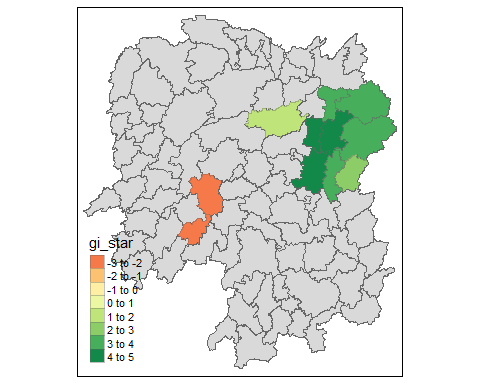 gi_star
-3 to -2
-2 to -1
-1 to 0
0 to 1
1 to 2
2 to 3
3 to 4
4 to 5